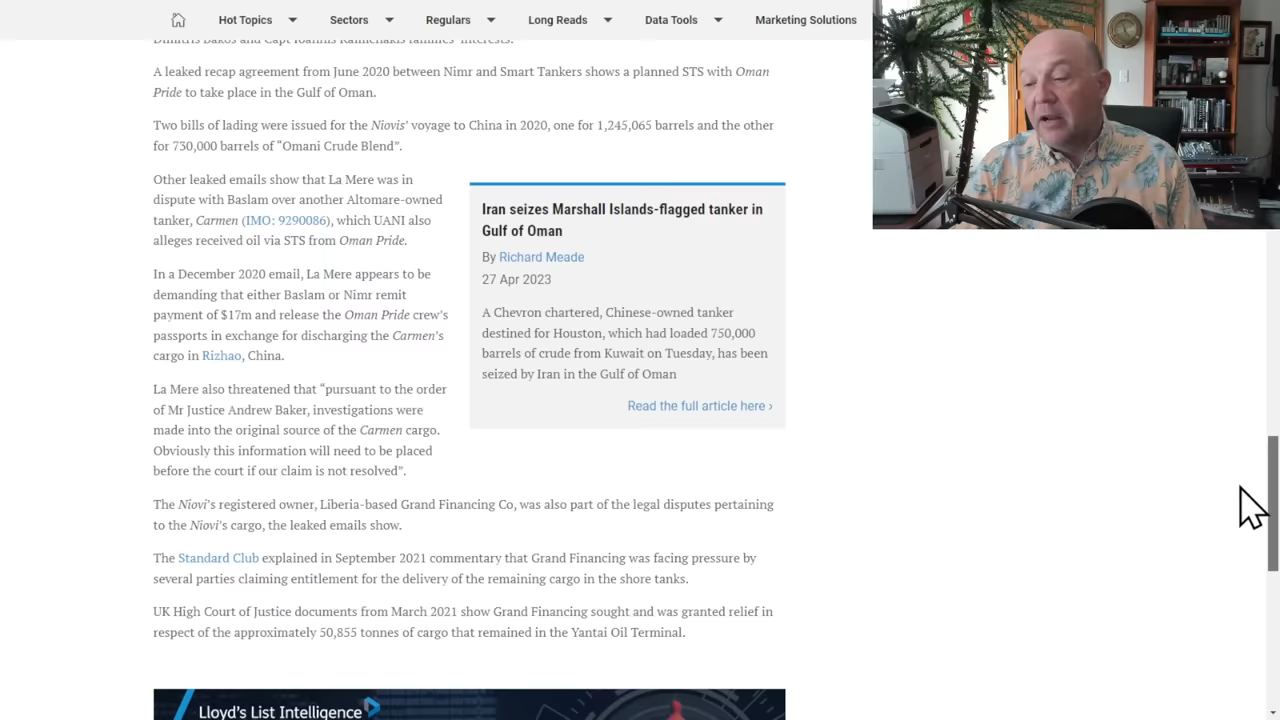 Hot Topics
Sectors
Regulars
Long Reads
Data Tools
Marketing Solutions
Dimitris Bakos and Capt Ioannis families' interests.
A leaked recap agreement from June 2020 between Nimr and Smart Tankers shows a planned STS with Oman
Pride to take place in the Gulf of Oman.
Two bills of lading were issued for the Niovis' voyage to China in 2020, one for 1,245,065 barrels and the other
for 730,000 barrels of “Omani Crude Blend”.
Other leaked emails show that La Mere was in
dispute with Baslam over another Altomare-owned
tanker, Carmen (IMO: 9290086), which UANI also
alleges received oil via STS from Oman Pride.
In a December 2020 email, La Mere appears to be
demanding that either Baslam or Nimr remit
payment of $17m and release the Oman Pride crew's
passports in exchange for discharging the Carmen's
cargo in Rizhao, China.
La Mere also threatened that “pursuant to the order
of Mr Justice Andrew Baker, investigations were
made into the original source of the Carmen cargo.
Obviously this information will need to be placed
before the court if our claim is not resolved”.
Iran seizes Marshall Islands-flagged tanker in
Gulf of Oman
By Richard Meade
27 Apr 2023
A Chevron chartered, Chinese-owned tanker
destined for Houston, which had loaded 750,000
barrels of crude from Kuwait on Tuesday, has been
seized by Iran in the Gulf of Oman
Read the full article here ›
The Niovi's registered owner, Liberia-based Grand Financing Co, was also part of the legal disputes pertaining
to the Niovi's cargo, the leaked emails show.
The Standard Club explained in September 2021 commentary that Grand Financing was facing pressure by
several parties claiming entitlement for the delivery of the remaining cargo in the shore tanks.
UK High Court of Justice documents from March 2021 show Grand Financing sought and was granted relief in
respect of the approximately 50,855 tonnes of cargo that remained in the Yantai Oil Terminal.
Lloyd's List Intelligence